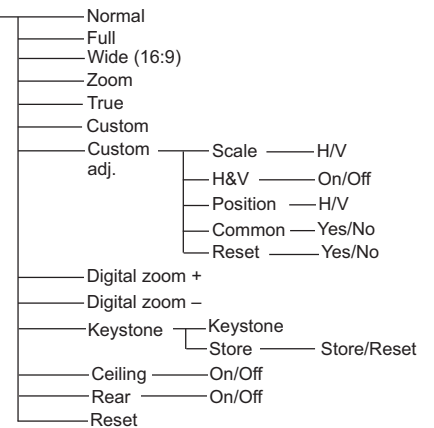 Normal
Full
Wide (16:9)
Zoom
True
Custom
Custom adj. Scale H/V
H&V On/Off
Position H/V
Common Yes/No
Reset Yes/No
Digital zoom +
Digital zoom –
Keystone Keystone
Store Store/Reset
Ceiling On/Off
Rear On/Off
Reset